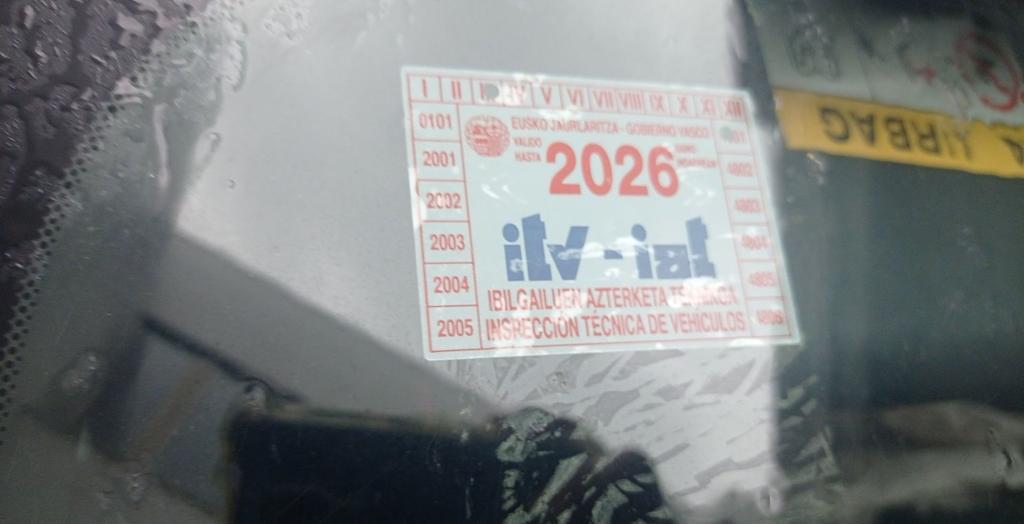 I II V VI VII VIII IX X XI XII
0101
2001
2002
2003
2004
2005
EUSKO JAURLARITZA - GOBIERNO VASCO
VALIDO
HASTA
2026
itv-iat
IBILGAILUEN AZTERKETA TEKNIKOA
INSPECCIÓN TÉCNICA DE VEHICULOS
4802
4803
4804
4805
4806
AIRBAG